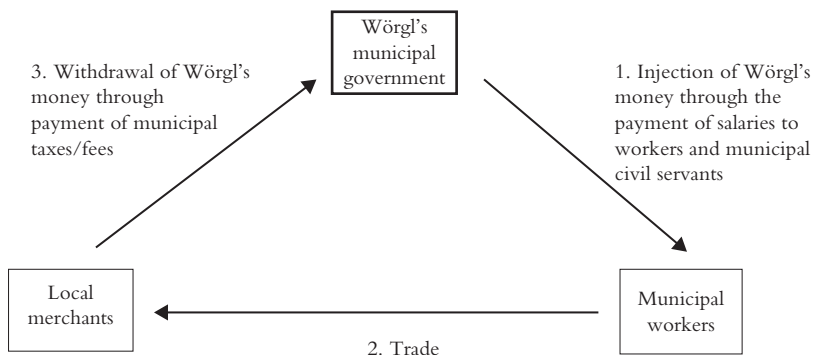 Wörgl's
municipal
government
3. Withdrawal of Wörgl's
money through
payment of municipal
taxes/fees
1. Injection of Wörgl's
money through the
payment of salaries to
workers and municipal
civil servants
Local
merchants
Municipal
workers
2. Trade